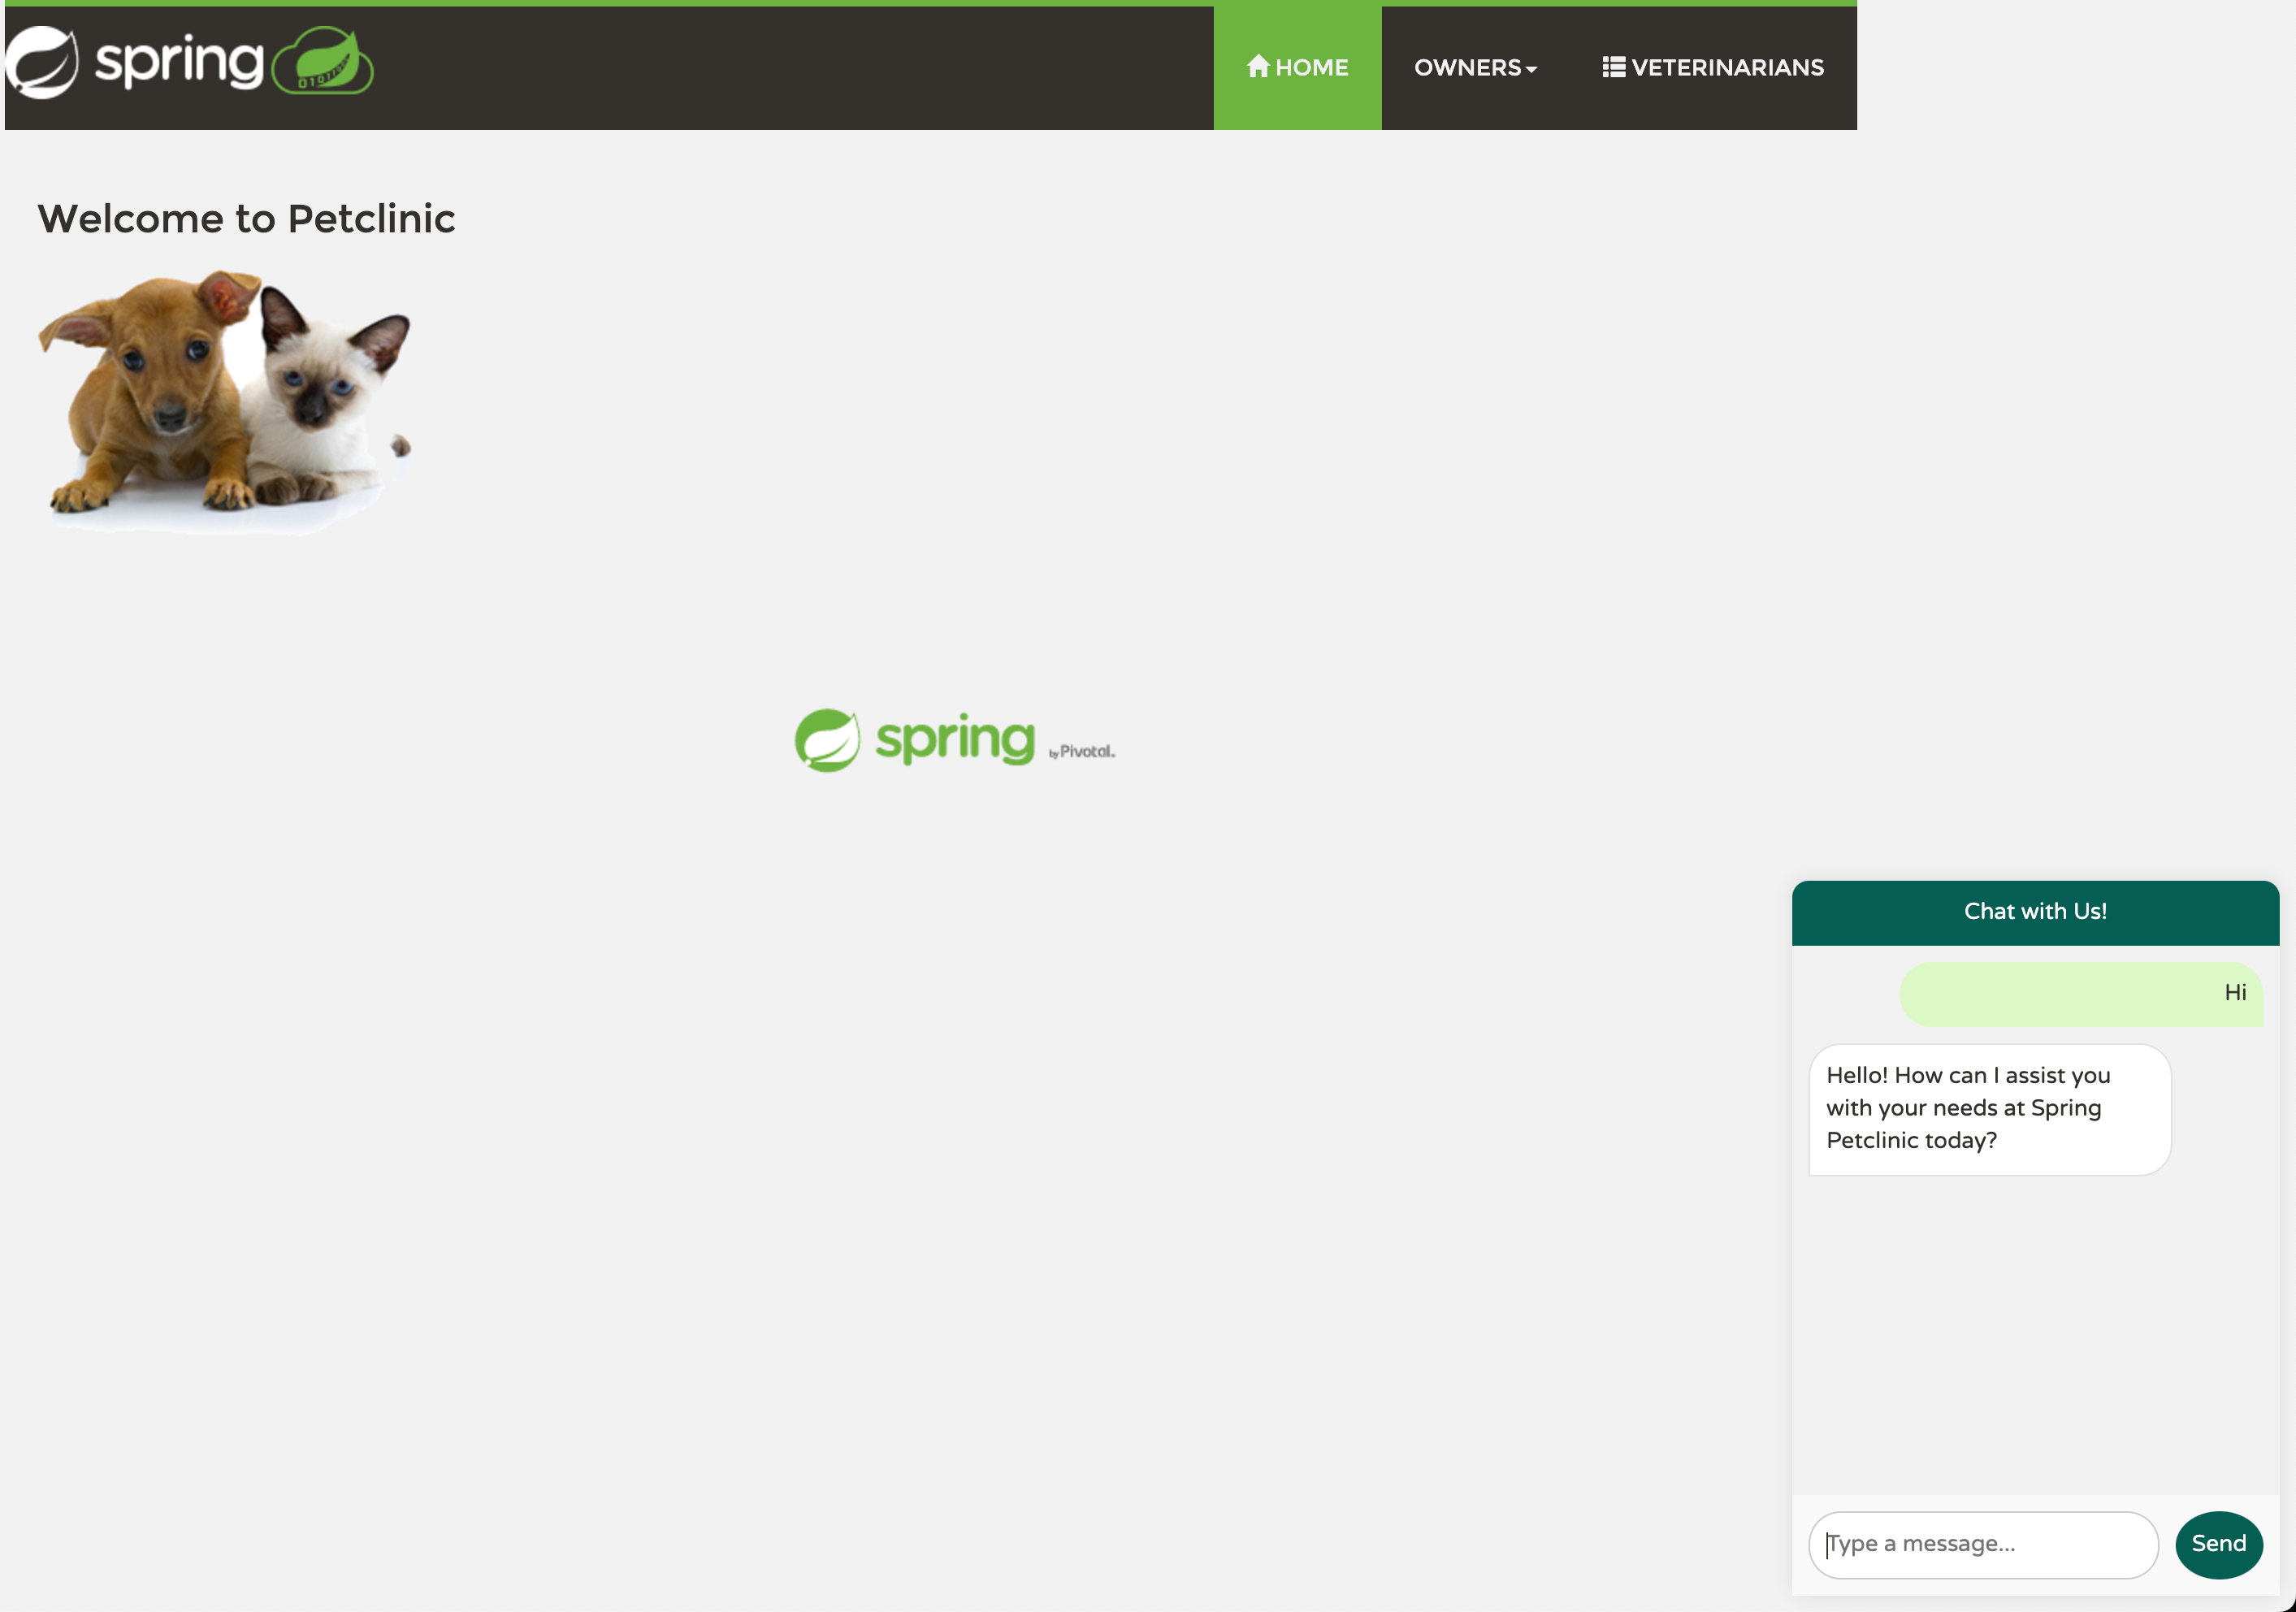 spring
HOME
OWNERS
VETERINARIANS
Welcome to Petclinic
spring by Pivotal.
Chat with Us!
Hi
Hello! How can I assist you
with your needs at Spring
Petclinic today?
Type a message...
Send